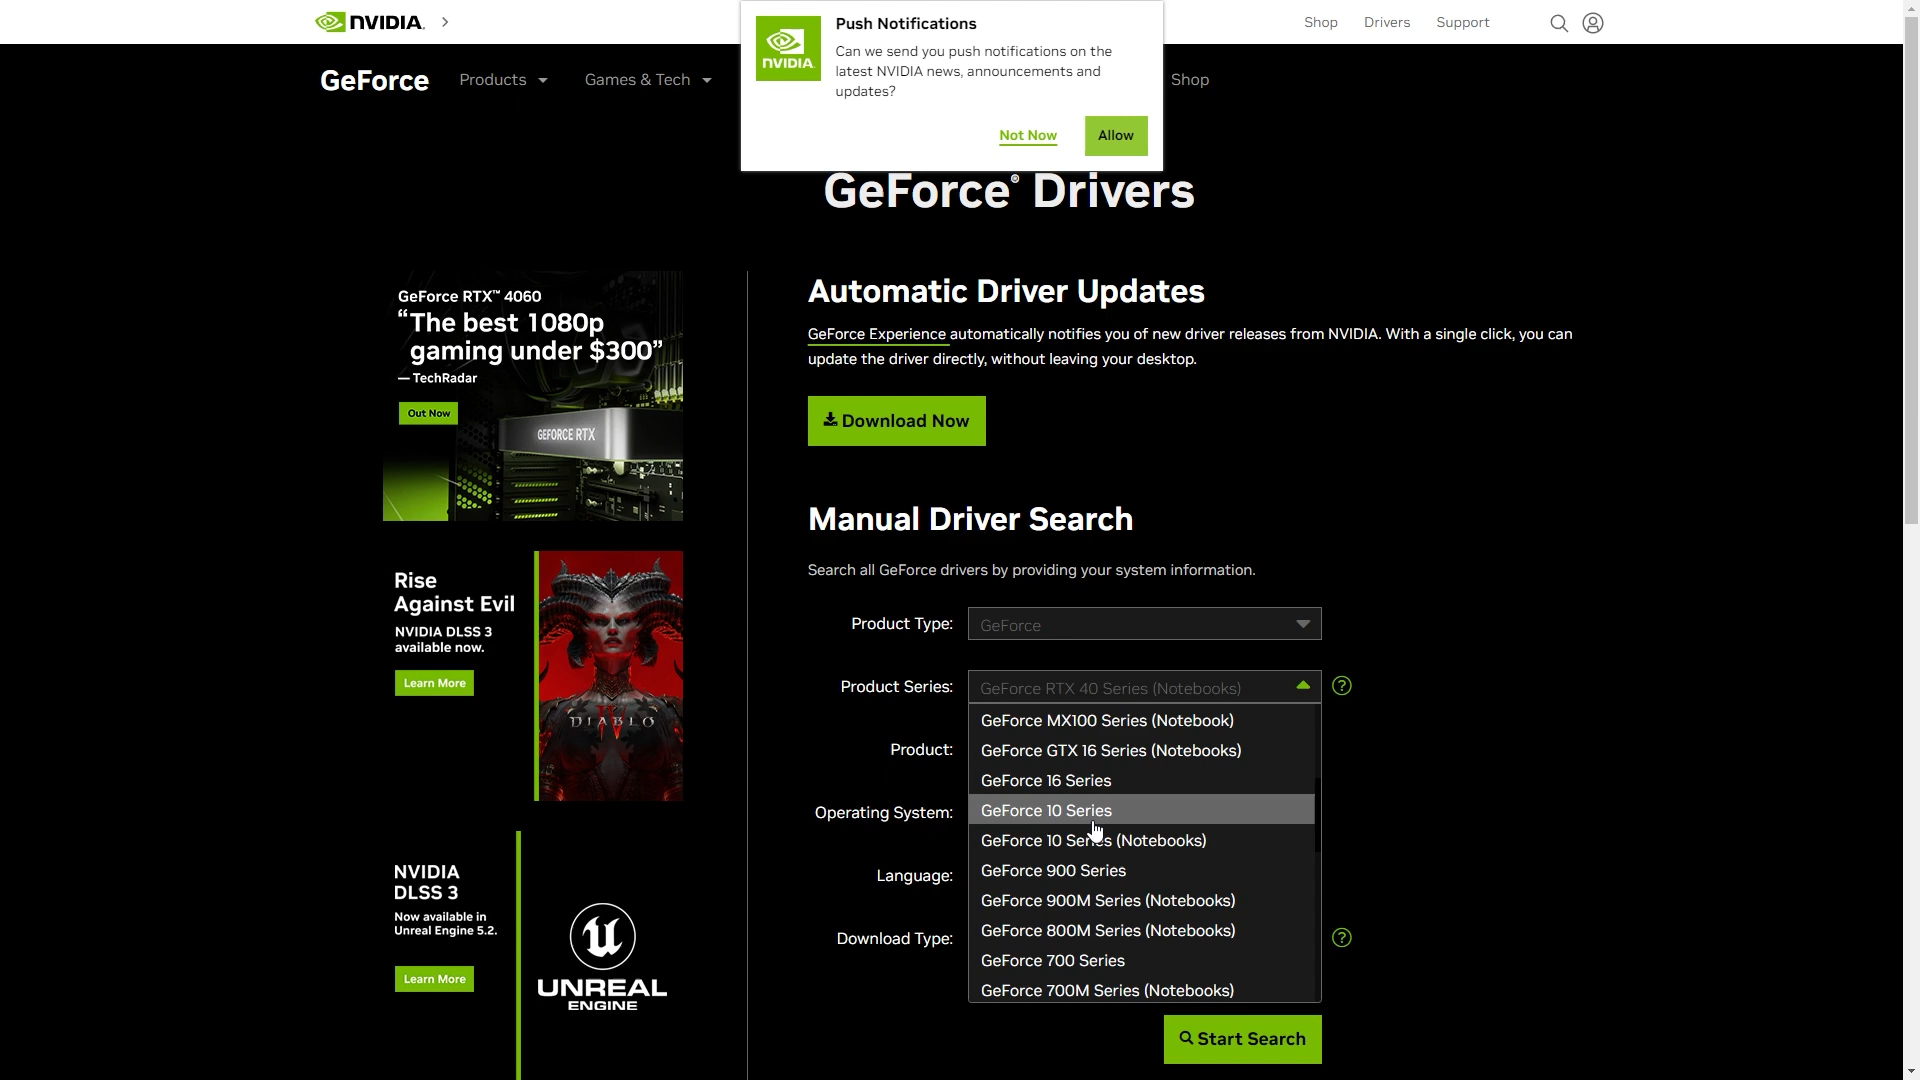 NVIDIA.
Push Notifications
Can we send you push notifications on the
latest NVIDIA news, announcements and
updates?
Not Now
Allow
NVIDIA.
Shop
Drivers
Support
GeForce
Products
Games & Tech
Shop
GeForce® Drivers
GeForce RTX™ 4060
“The best 1080p
gaming under $300”
— TechRadar
Out Now
GEFORCE RTX
Rise
Against Evil
NVIDIA DLSS 3
available now.
Learn More
DIABLO
IV
NVIDIA
DLSS 3
Now available in
Unreal Engine 5.2.
Learn More
UNREAL
ENGINE
Automatic Driver Updates
GeForce Experience automatically notifies you of new driver releases from NVIDIA. With a single click, you can
update the driver directly, without leaving your desktop.
Download Now
Manual Driver Search
Search all GeForce drivers by providing your system information.
Product Type:
GeForce
Product Series:
GeForce RTX 40 Series (Notebooks)
?
GeForce MX100 Series (Notebook)
Product:
GeForce GTX 16 Series (Notebooks)
GeForce 16 Series
Operating System:
GeForce 10 Series
GeForce 10 Series (Notebooks)
Language:
GeForce 900 Series
GeForce 900M Series (Notebooks)
Download Type:
GeForce 800M Series (Notebooks)
?
GeForce 700 Series
GeForce 700M Series (Notebooks)
Start Search